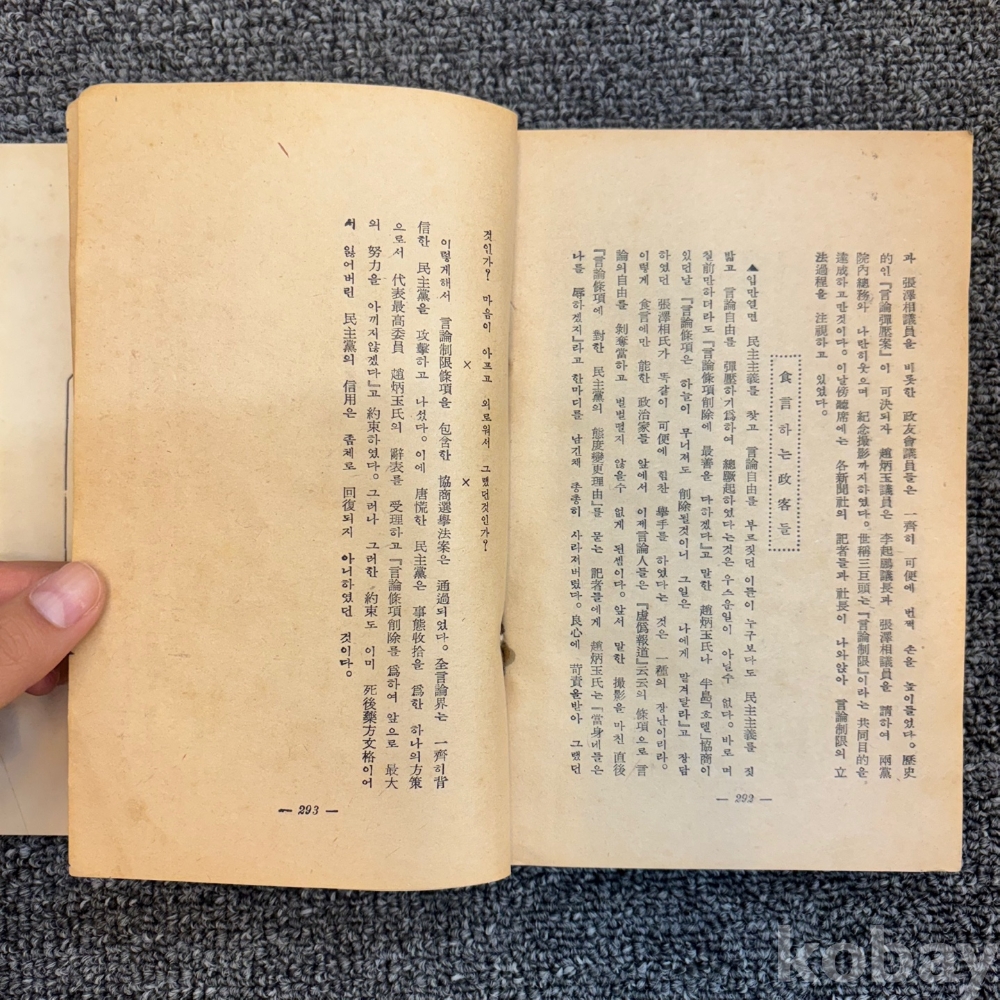 과 張澤相議員을 비롯한 政友會議員들은 一齊히 可便에 번쩍 손을 높이들었다。歷史
的인『言論彈壓案』이 可決되자 趙炳玉議員은 李起鵬議長과 張澤相議員을 請하여 兩黨
院內總務와 나란히웃으며 紀念撮影까지하였다。世稱三巨頭는『言論制限』이라는 共同目的을
達成하고만것이다。이날傍聽席에는 各新聞社의 記者들과 社長이 나와앉아 言論制限의 立
法過程을 注視하고 있었다。
食言하는政客들
▲입만열면 民主主義를 찾고 言論自由를 부르짖던 이들이 누구보다도 民主主義를 짓
밟고 言論自由를 彈壓하기爲하여 總蹶起하였다는것은 우스운일이 아닐수 없다。바로 며
칠前만하더라도『言論條項削除에 最善을 다하겠다』고 말한 趙炳玉氏나 半島「호텔」協商이
있던날『言論條項은 하늘이 무너져도 削除될것이니 그일은 나에게 맡겨달라』고 장담
하였던 張澤相氏가 똑같이 可便에 힘찬 擧手를 하였다는 것은 一種의 장난이리라。
이렇게 食言에만 能한 政治家들 앞에서 이제言論人들은『虛僞報道』云云의 條項으로 言
論의自由를 剝奪當하고 벌벌떨지 않을수 없게 된셈이다。앞서 말한 撮影을 마친 直後
『言論條項에 對한 民主黨의 態度變更理由』를 묻는 記者들에게 趙炳玉氏는『當身네들은
나를 辱하겠지』라고 한마디를 남긴채 총총히 사라져버렸다。良心에 苛責을받아 그랬던
— 292 —
것인가? 마음이 아프고 외로워서 그랬던것인가?
× ×
이렇게해서 言論制限條項을 包含한 協商選擧法案은 通過되었다。全言論界는 一齊히背
信한 民主黨을 攻擊하고 나섰다。이에 唐慌한 民主黨은 事態收拾을 爲한 하나의方策
으로서 代表最高委員 趙炳玉氏의 辭表를 受理하고『言論條項削除를 爲하여 앞으로 最大
의 努力을 아끼지않겠다』고 約束하였다。그러나 그러한 約束도 이미 死後藥方文格이어
서 잃어버린 民主黨의 信用은 좀체로 回復되지 아니하였던 것이다。
— 293 —
kobay